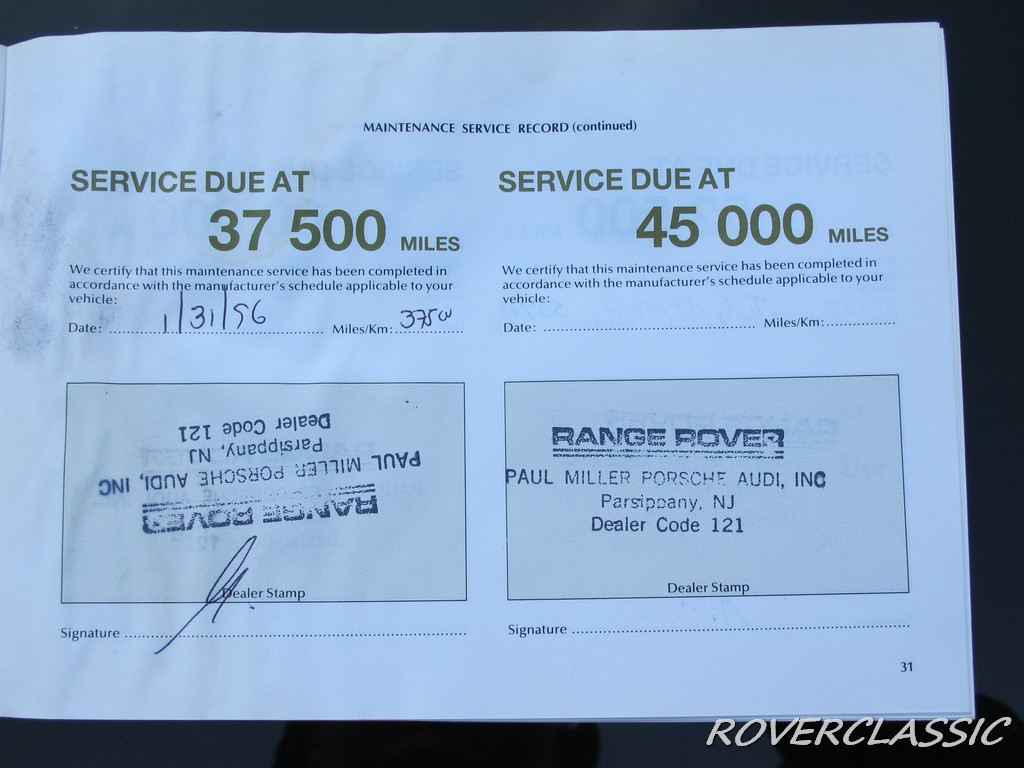 MAINTENANCE SERVICE RECORD (continued)
SERVICE DUE AT
37 500 MILES
We certify that this maintenance service has been completed in
accordance with the manufacturer's schedule applicable to your
vehicle:
Date: 1/31/96 Miles/Km: 37500
RANGE ROVER
PAUL MILLER PORSCHE AUDI, INC
Parsippany, NJ
Dealer Code 121
Dealer Stamp
Signature
SERVICE DUE AT
45 000 MILES
We certify that this maintenance service has been completed in
accordance with the manufacturer's schedule applicable to your
vehicle:
Date: Miles/Km:
RANGE ROVER
PAUL MILLER PORSCHE AUDI, INC
Parsippany, NJ
Dealer Code 121
Dealer Stamp
Signature
31
ROVERCLASSIC